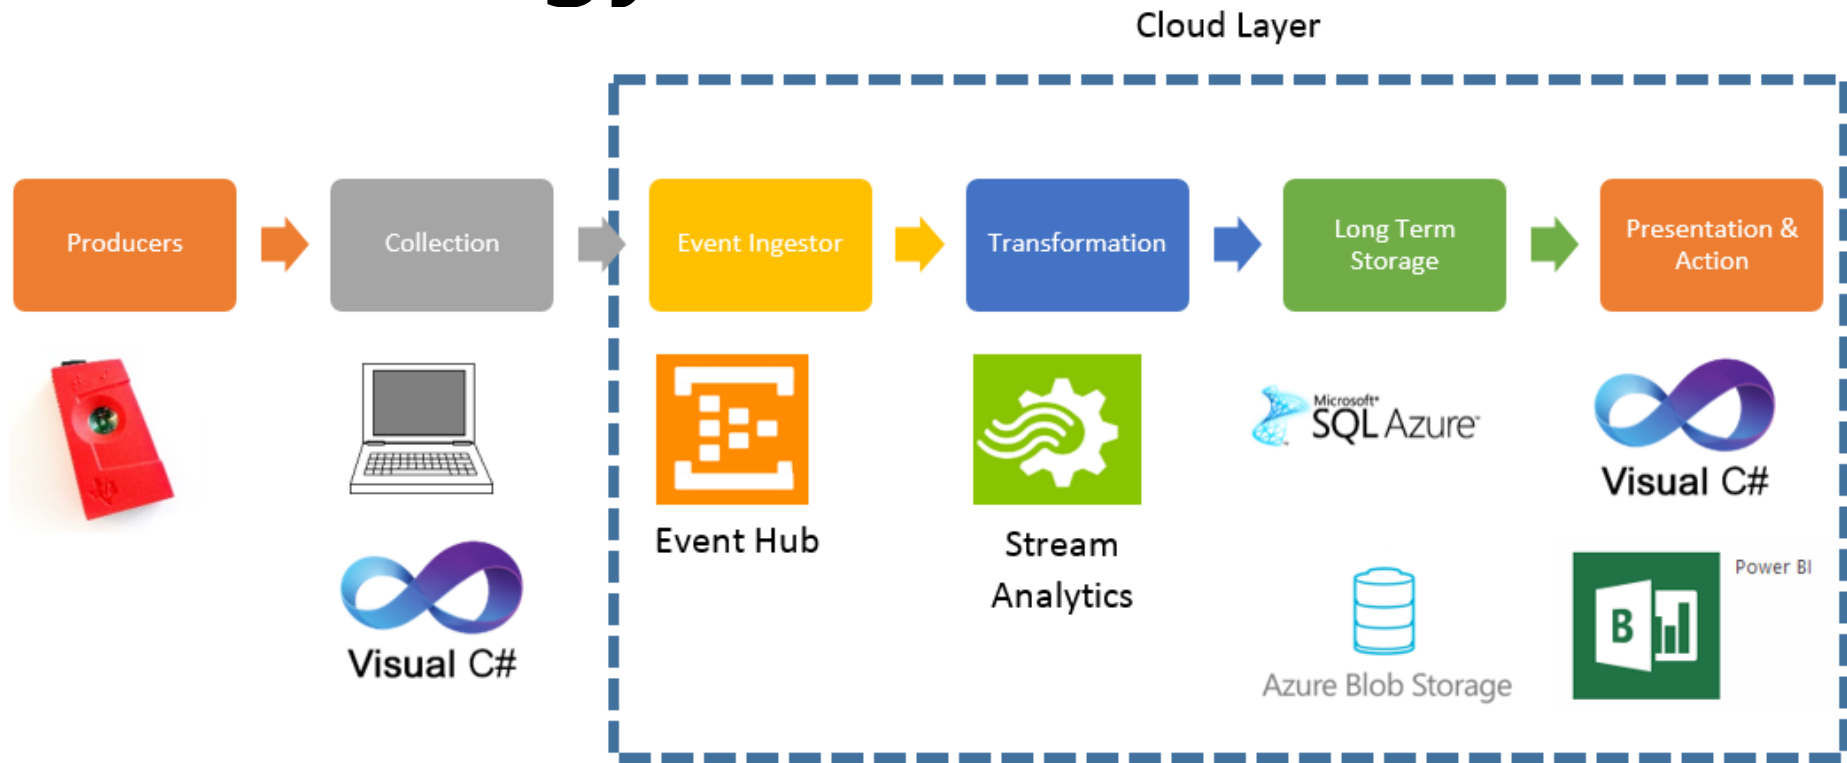 Cloud Layer
Producers
Collection
Event Ingestor
Transformation
Long Term
Storage
Presentation &
Action
Event Hub
Stream
Analytics
Microsoft®
SQL Azure™
Azure Blob Storage
Visual C#
Visual C#
B
Power BI